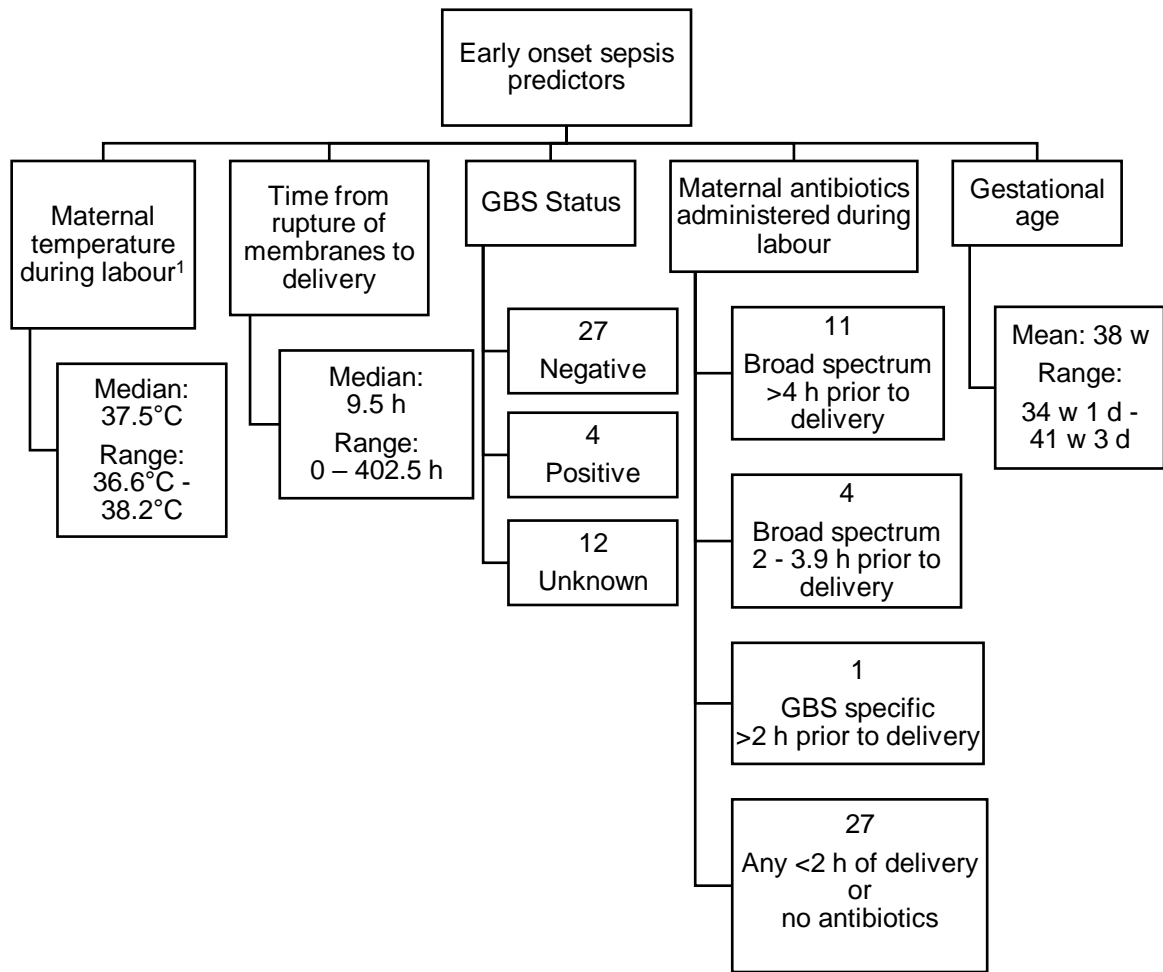 Early onset sepsis
predictors
Maternal
temperature
during labour¹
Median:
37.5°C
Range:
36.6°C -
38.2°C
Time from
rupture of
membranes to
delivery
Median:
9.5 h
Range:
0 – 402.5 h
GBS Status
27
Negative
4
Positive
12
Unknown
Maternal antibiotics
administered during
labour
11
Broad spectrum
>4 h prior to
delivery
4
Broad spectrum
2 - 3.9 h prior to
delivery
1
GBS specific
>2 h prior to delivery
27
Any <2 h of delivery
or
no antibiotics
Gestational
age
Mean: 38 w
Range:
34 w 1 d -
41 w 3 d